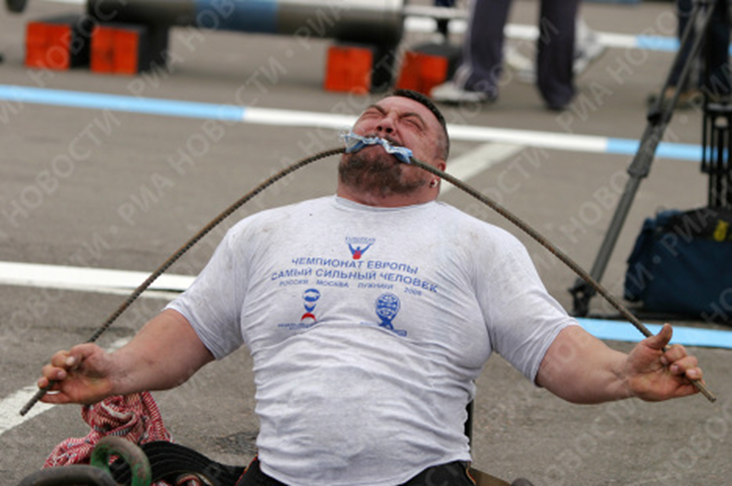 ЧЕМПИОНАТ ЕВРОПЫ
САМЫЙ СИЛЬНЫЙ ЧЕЛОВЕК
РОССИЯ МОСКВА ЛУЖНИКИ 2008
РИА НОВОСТИ